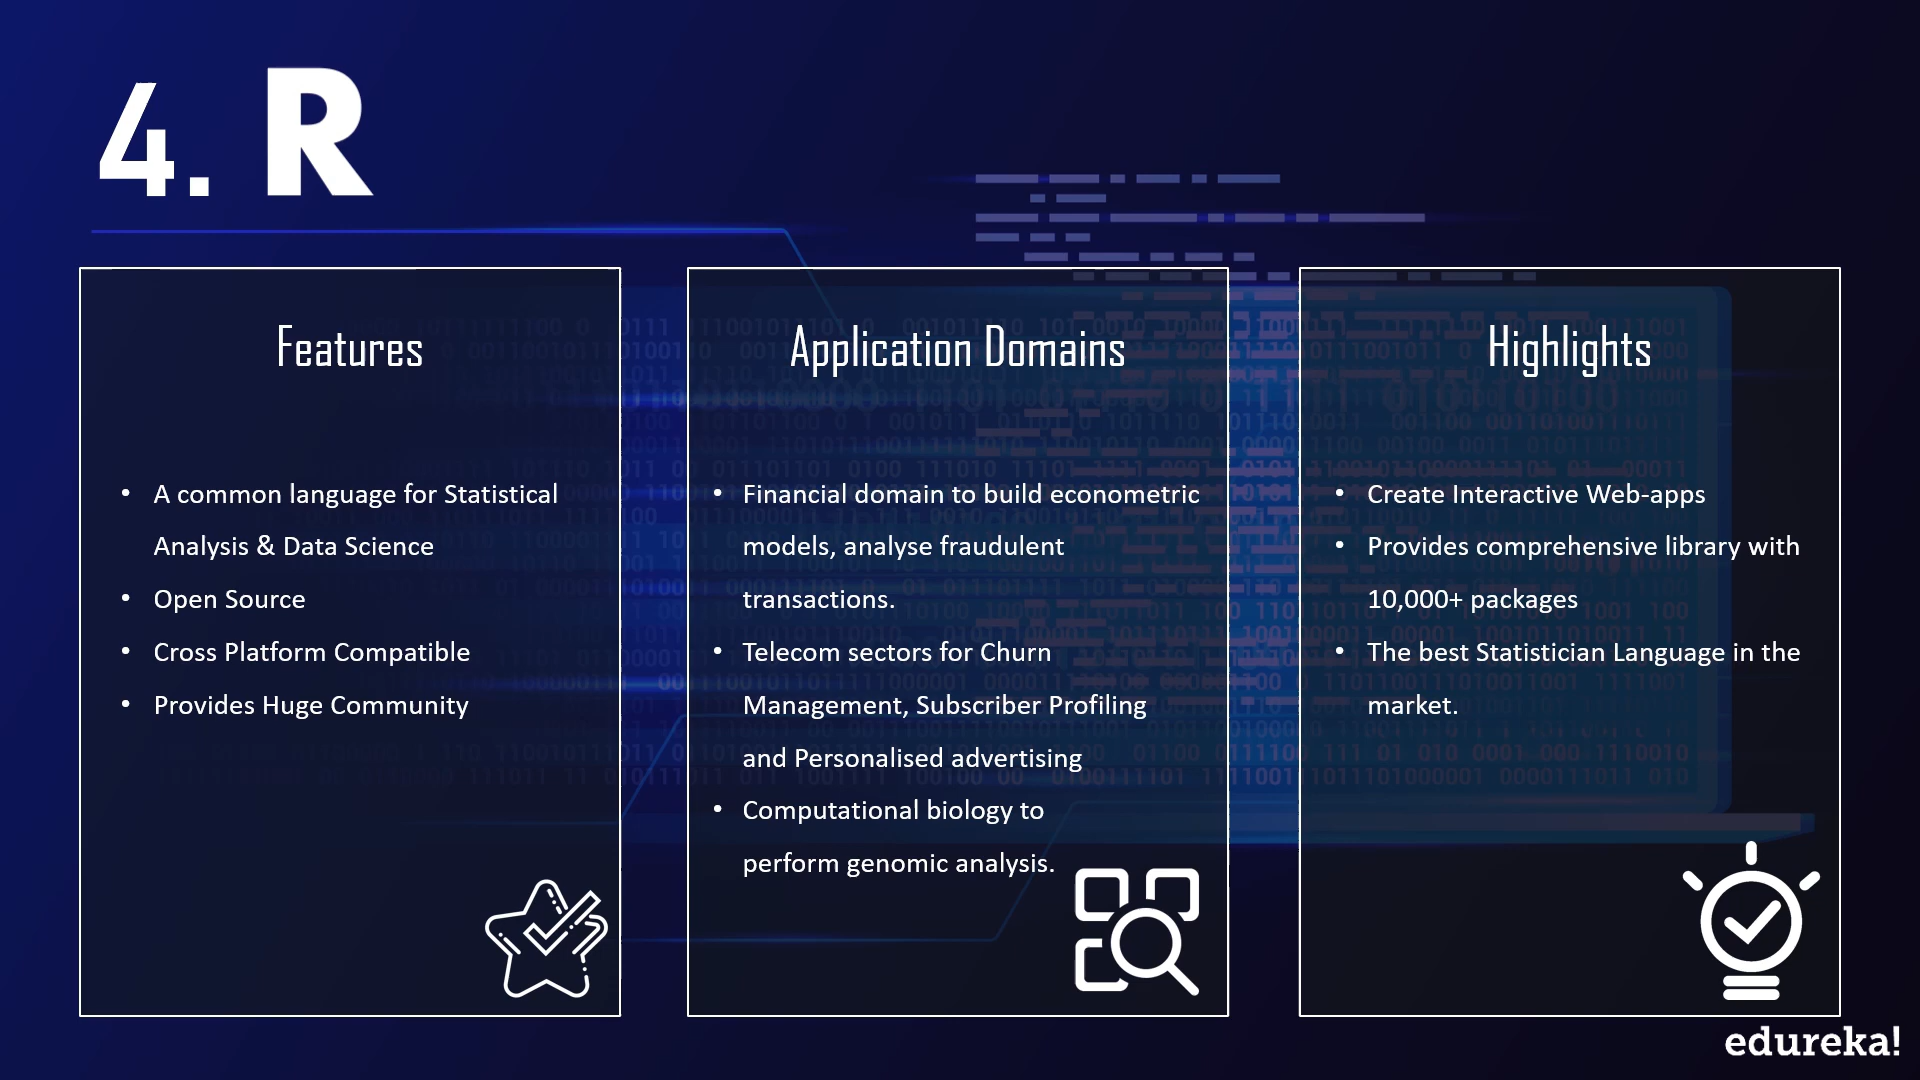 4. R
Features
• A common language for Statistical
Analysis & Data Science
• Open Source
• Cross Platform Compatible
• Provides Huge Community
Application Domains
• Financial domain to build econometric
models, analyse fraudulent
transactions.
• Telecom sectors for Churn
Management, Subscriber Profiling
and Personalised advertising
• Computational biology to
perform genomic analysis.
Highlights
• Create Interactive Web-apps
• Provides comprehensive library with
10,000+ packages
• The best Statistician Language in the
market.
edureka!